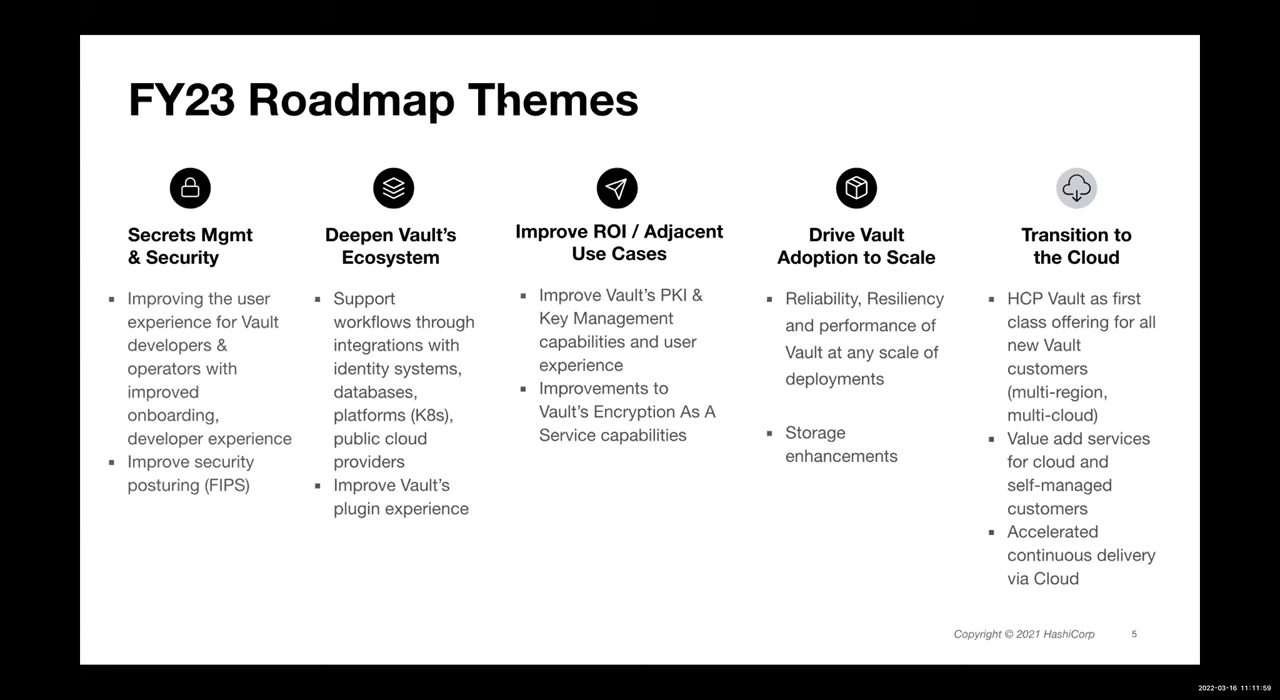 FY23 Roadmap Themes
Secrets Mgmt
& Security
▪ Improving the user
experience for Vault
developers &
operators with
improved
onboarding,
developer experience
▪ Improve security
posturing (FIPS)
Deepen Vault’s
Ecosystem
▪ Support
workflows through
integrations with
identity systems,
databases,
platforms (K8s),
public cloud
providers
▪ Improve Vault’s
plugin experience
Improve ROI / Adjacent
Use Cases
▪ Improve Vault’s PKI &
Key Management
capabilities and user
experience
▪ Improvements to
Vault’s Encryption As A
Service capabilities
Drive Vault
Adoption to Scale
▪ Reliability, Resiliency
and performance of
Vault at any scale of
deployments
▪ Storage
enhancements
Transition to
the Cloud
▪ HCP Vault as first
class offering for all
new Vault
customers
(multi-region,
multi-cloud)
▪ Value add services
for cloud and
self-managed
customers
▪ Accelerated
continuous delivery
via Cloud
Copyright © 2021 HashiCorp
5
2022-03-16 11:11:59